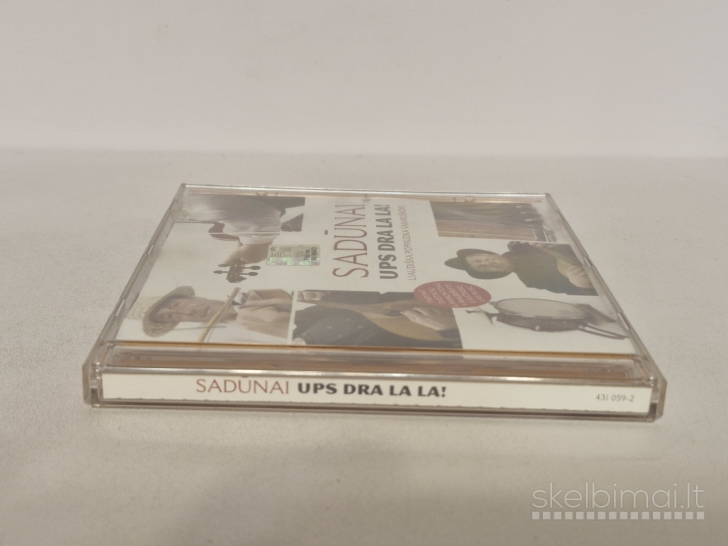 SADŪNAI
UPS DRA LA LA!
SADŪNAI UPS DRA LA LA!
431 059-2
skelbimai.lt